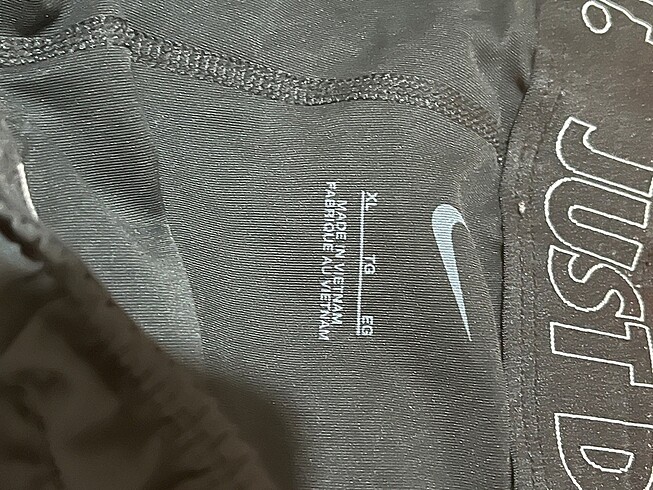 XL TG EG
MADE IN VIETNAM
FABRIQUE AU VIETNAM
JUST D